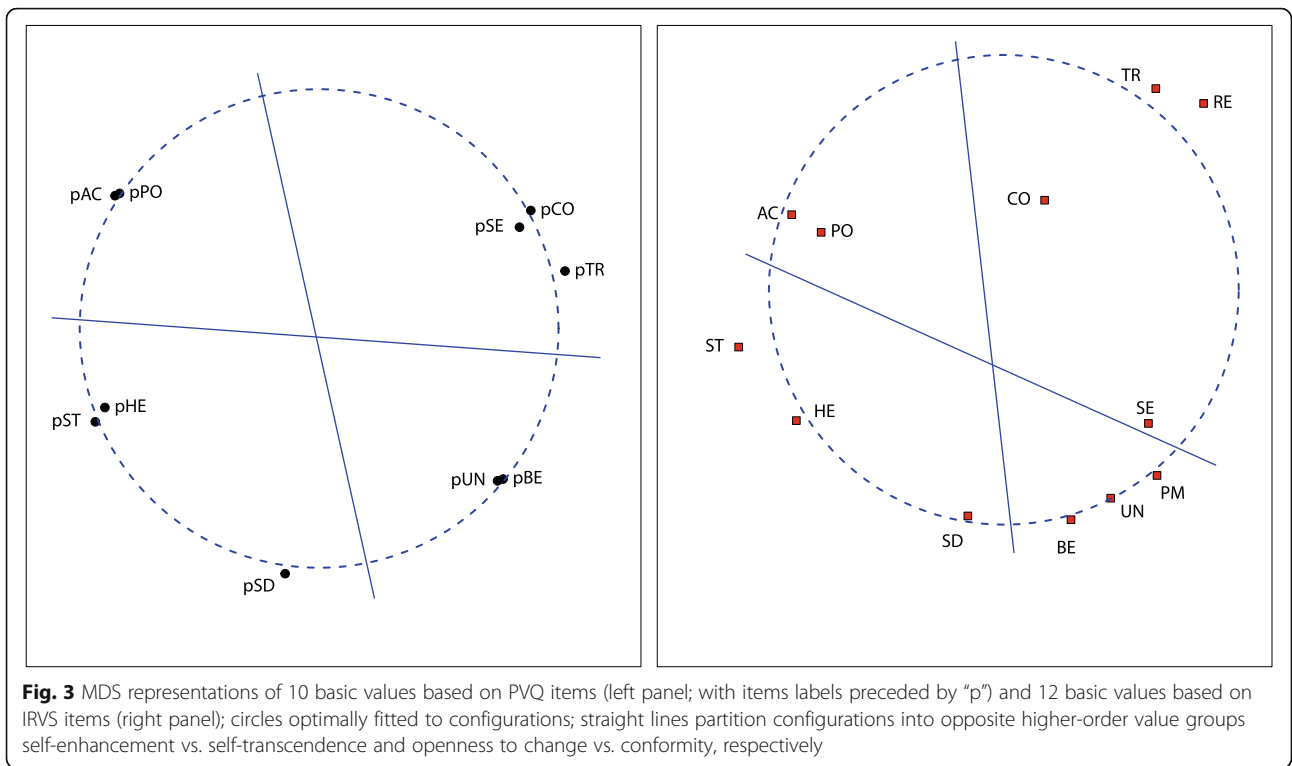 pAC pPO
pCO
pSE
pTR
pHE
pST
pUN pBE
pSD
TR
RE
CO
AC
PO
ST
HE
SE
PM
UN
SD
BE
Fig. 3 MDS representations of 10 basic values based on PVQ items (left panel; with items labels preceded by “p”) and 12 basic values based on
IRVS items (right panel); circles optimally fitted to configurations; straight lines partition configurations into opposite higher-order value groups
self-enhancement vs. self-transcendence and openness to change vs. conformity, respectively